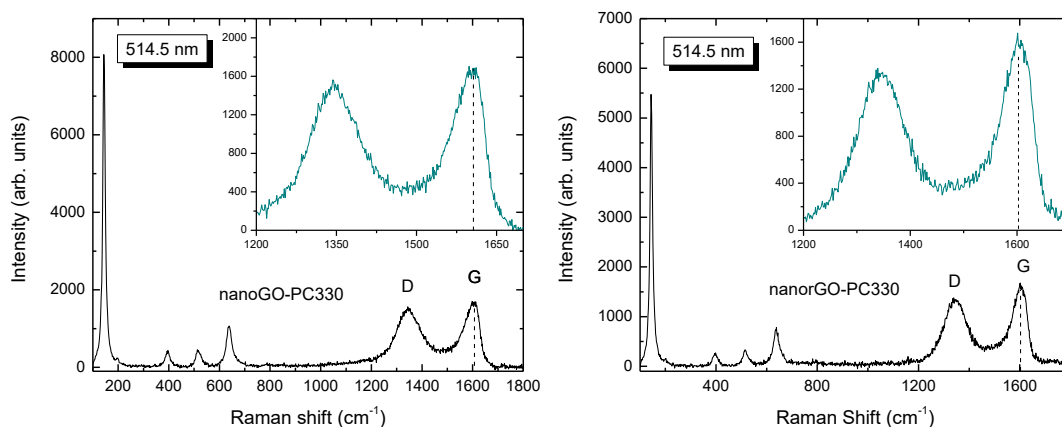 514.5 nm
Intensity (arb. units)
8000
6000
4000
2000
0
200 400 600 800 1000 1200 1400 1600 1800
Raman shift (cm⁻¹)
nanoGO-PC330
D
G
2000
1600
1200
800
400
0
1200 1350 1500 1650
514.5 nm
Intensity (arb. units)
7000
6000
5000
4000
3000
2000
1000
0
400 800 1200 1600
Raman Shift (cm⁻¹)
nanorGO-PC330
D
G
1600
1200
800
400
0
1200 1400 1600